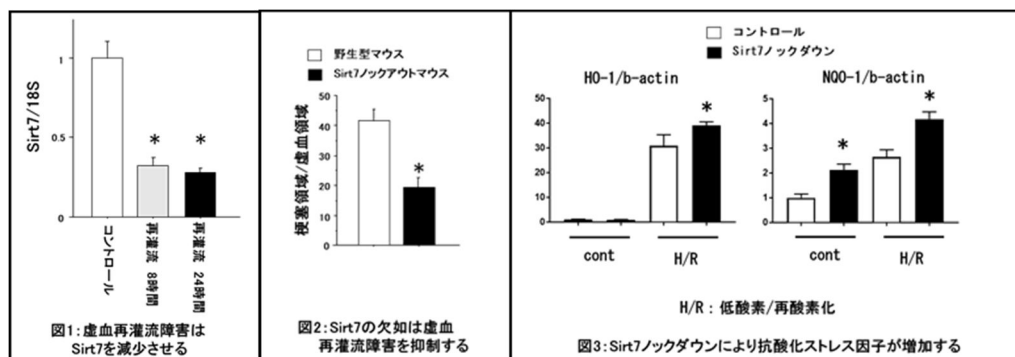 Sirt7/18S
1
0.5
0
*
*
コントロール
再灌流 8時間
再灌流 24時間
図1:虚血再灌流障害は
Sirt7を減少させる
野生型マウス
Sirt7ノックアウトマウス
梗塞領域/虚血領域
50
40
30
20
10
0
*
図2:Sirt7の欠如は虚血
再灌流障害を抑制する
コントロール
Sirt7ノックダウン
HO-1/b-actin
50
40
30
20
10
0
*
cont
H/R
NQO-1/b-actin
5
4
3
2
1
0
*
*
cont
H/R
H/R : 低酸素/再酸素化
図3:Sirt7ノックダウンにより抗酸化ストレス因子が増加する